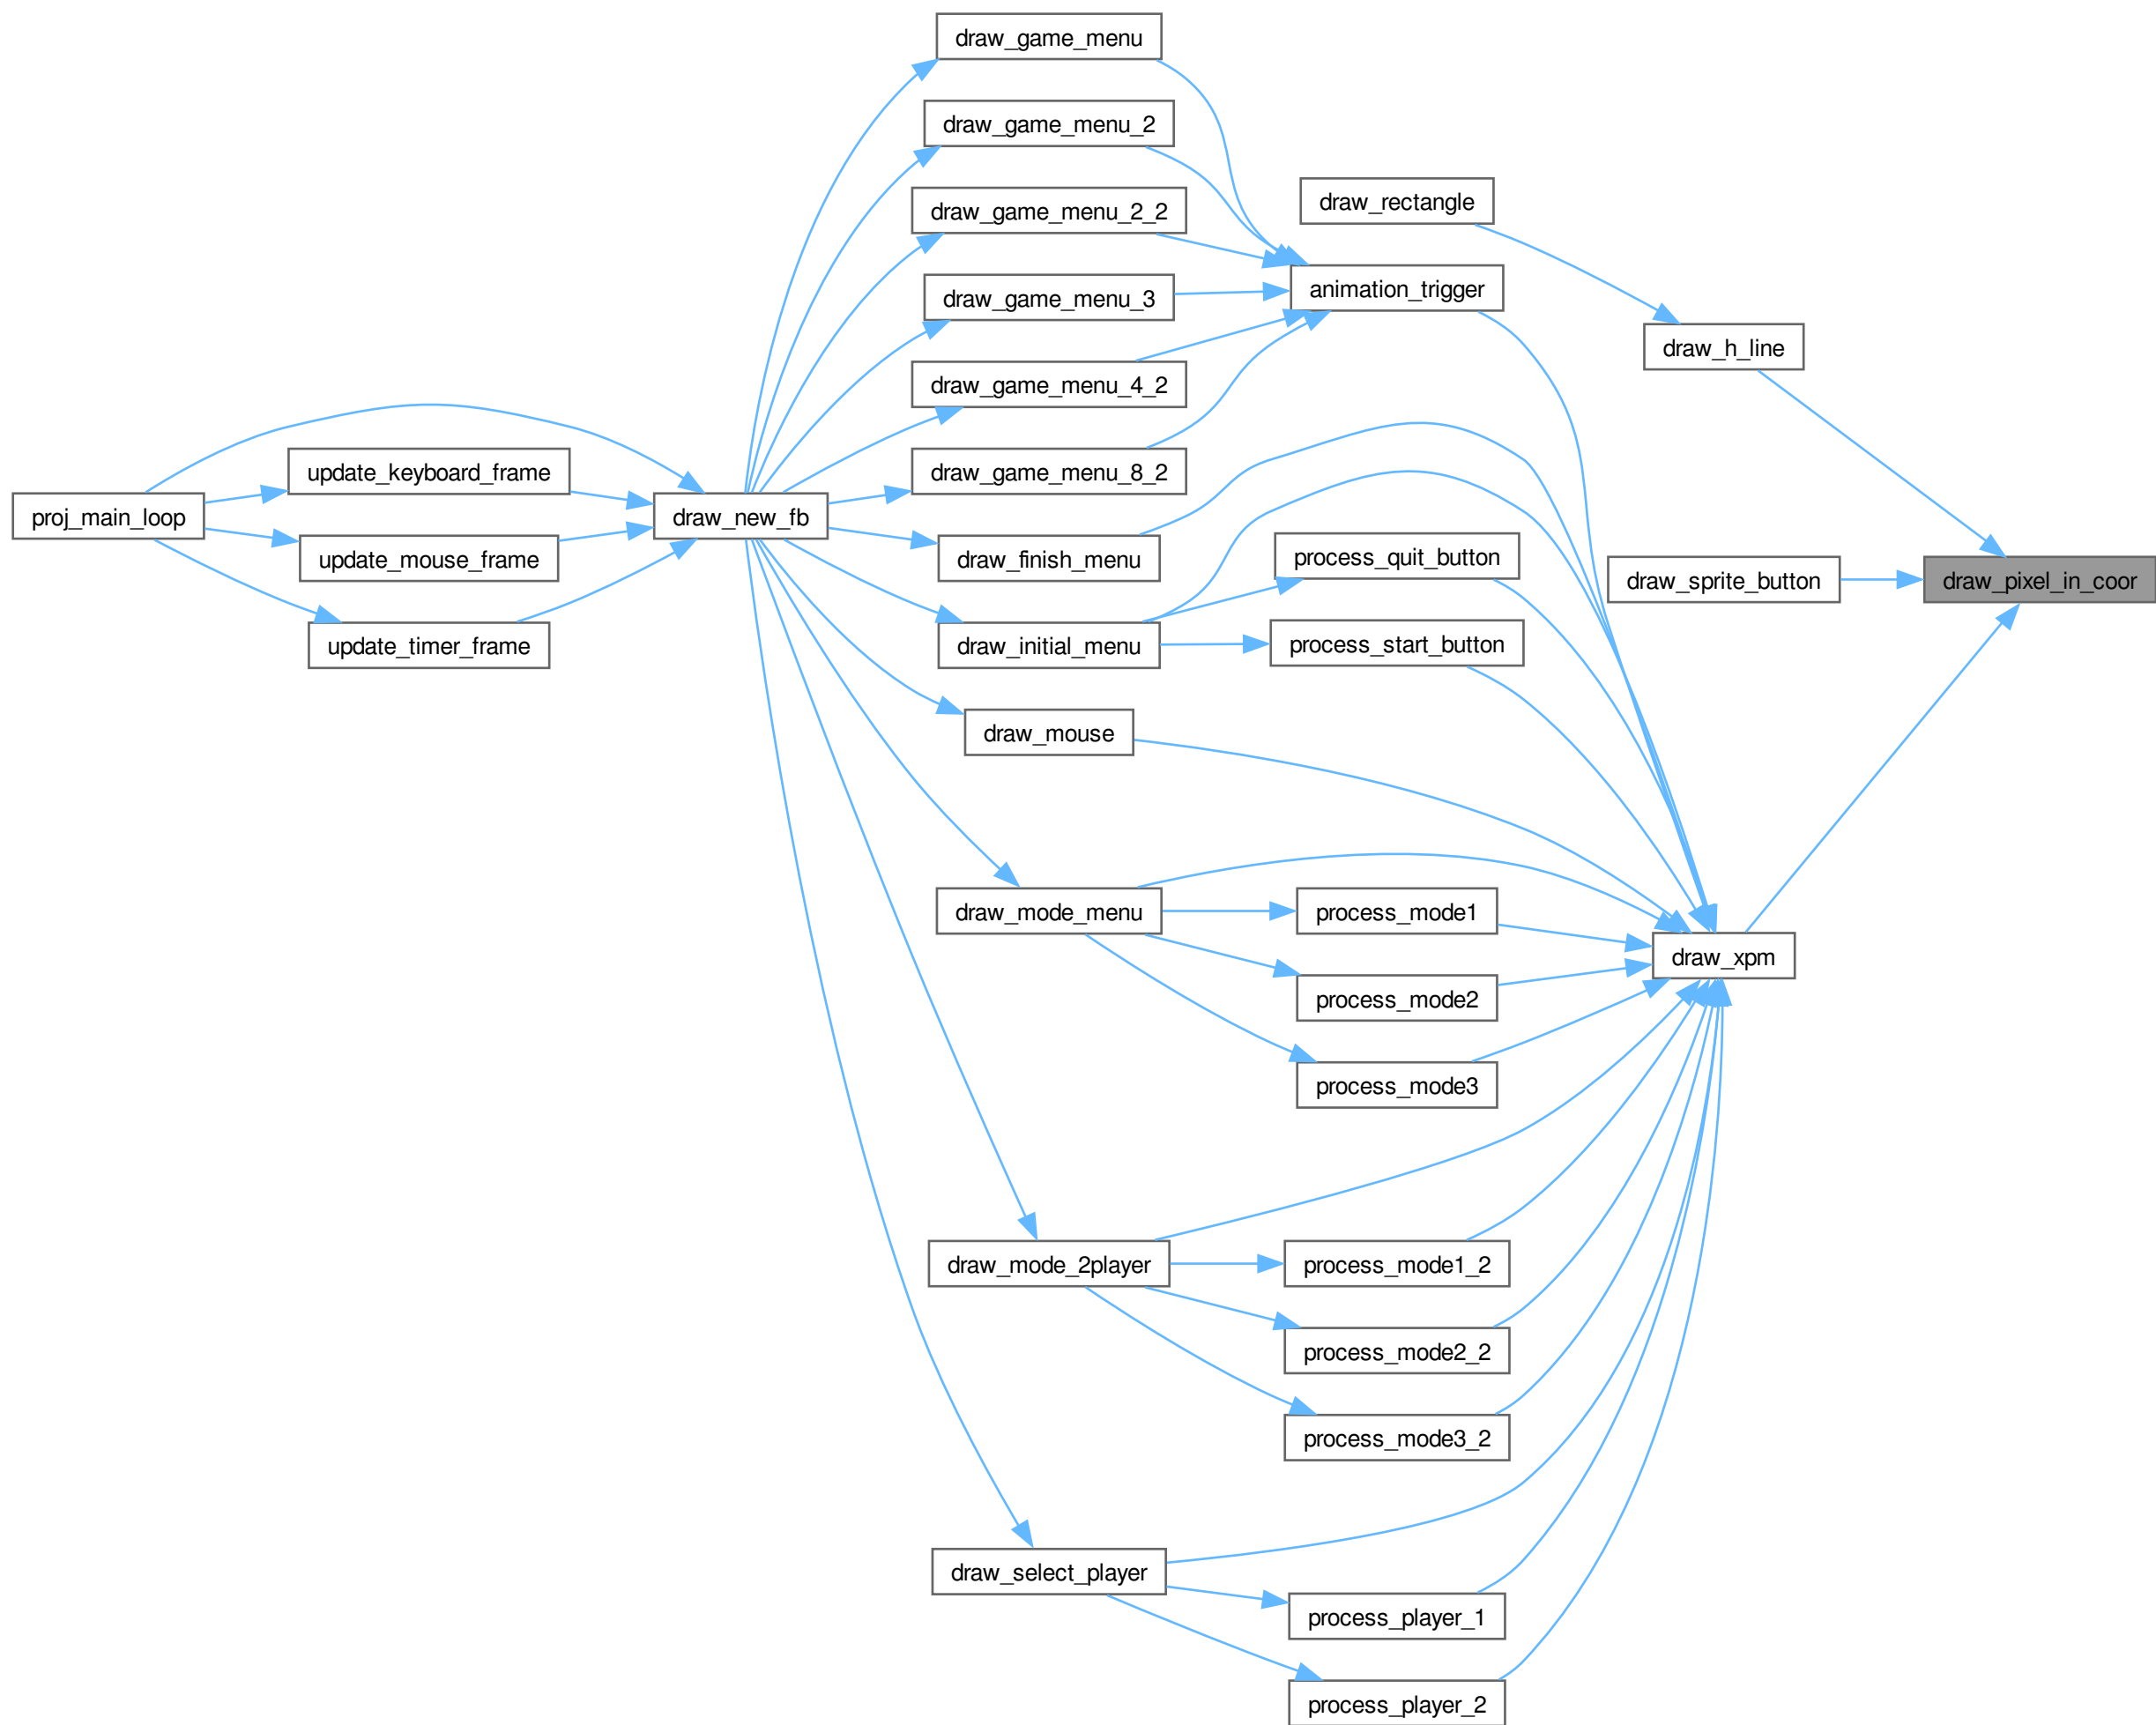 draw_game_menu
draw_game_menu_2
draw_game_menu_2_2
draw_rectangle
draw_game_menu_3
animation_trigger
draw_h_line
draw_game_menu_4_2
update_keyboard_frame
draw_game_menu_8_2
proj_main_loop
draw_new_fb
update_mouse_frame
draw_finish_menu
process_quit_button
draw_sprite_button
draw_pixel_in_coor
update_timer_frame
draw_initial_menu
process_start_button
draw_mouse
draw_mode_menu
process_mode1
draw_xpm
process_mode2
process_mode3
draw_mode_2player
process_mode1_2
process_mode2_2
process_mode3_2
draw_select_player
process_player_1
process_player_2